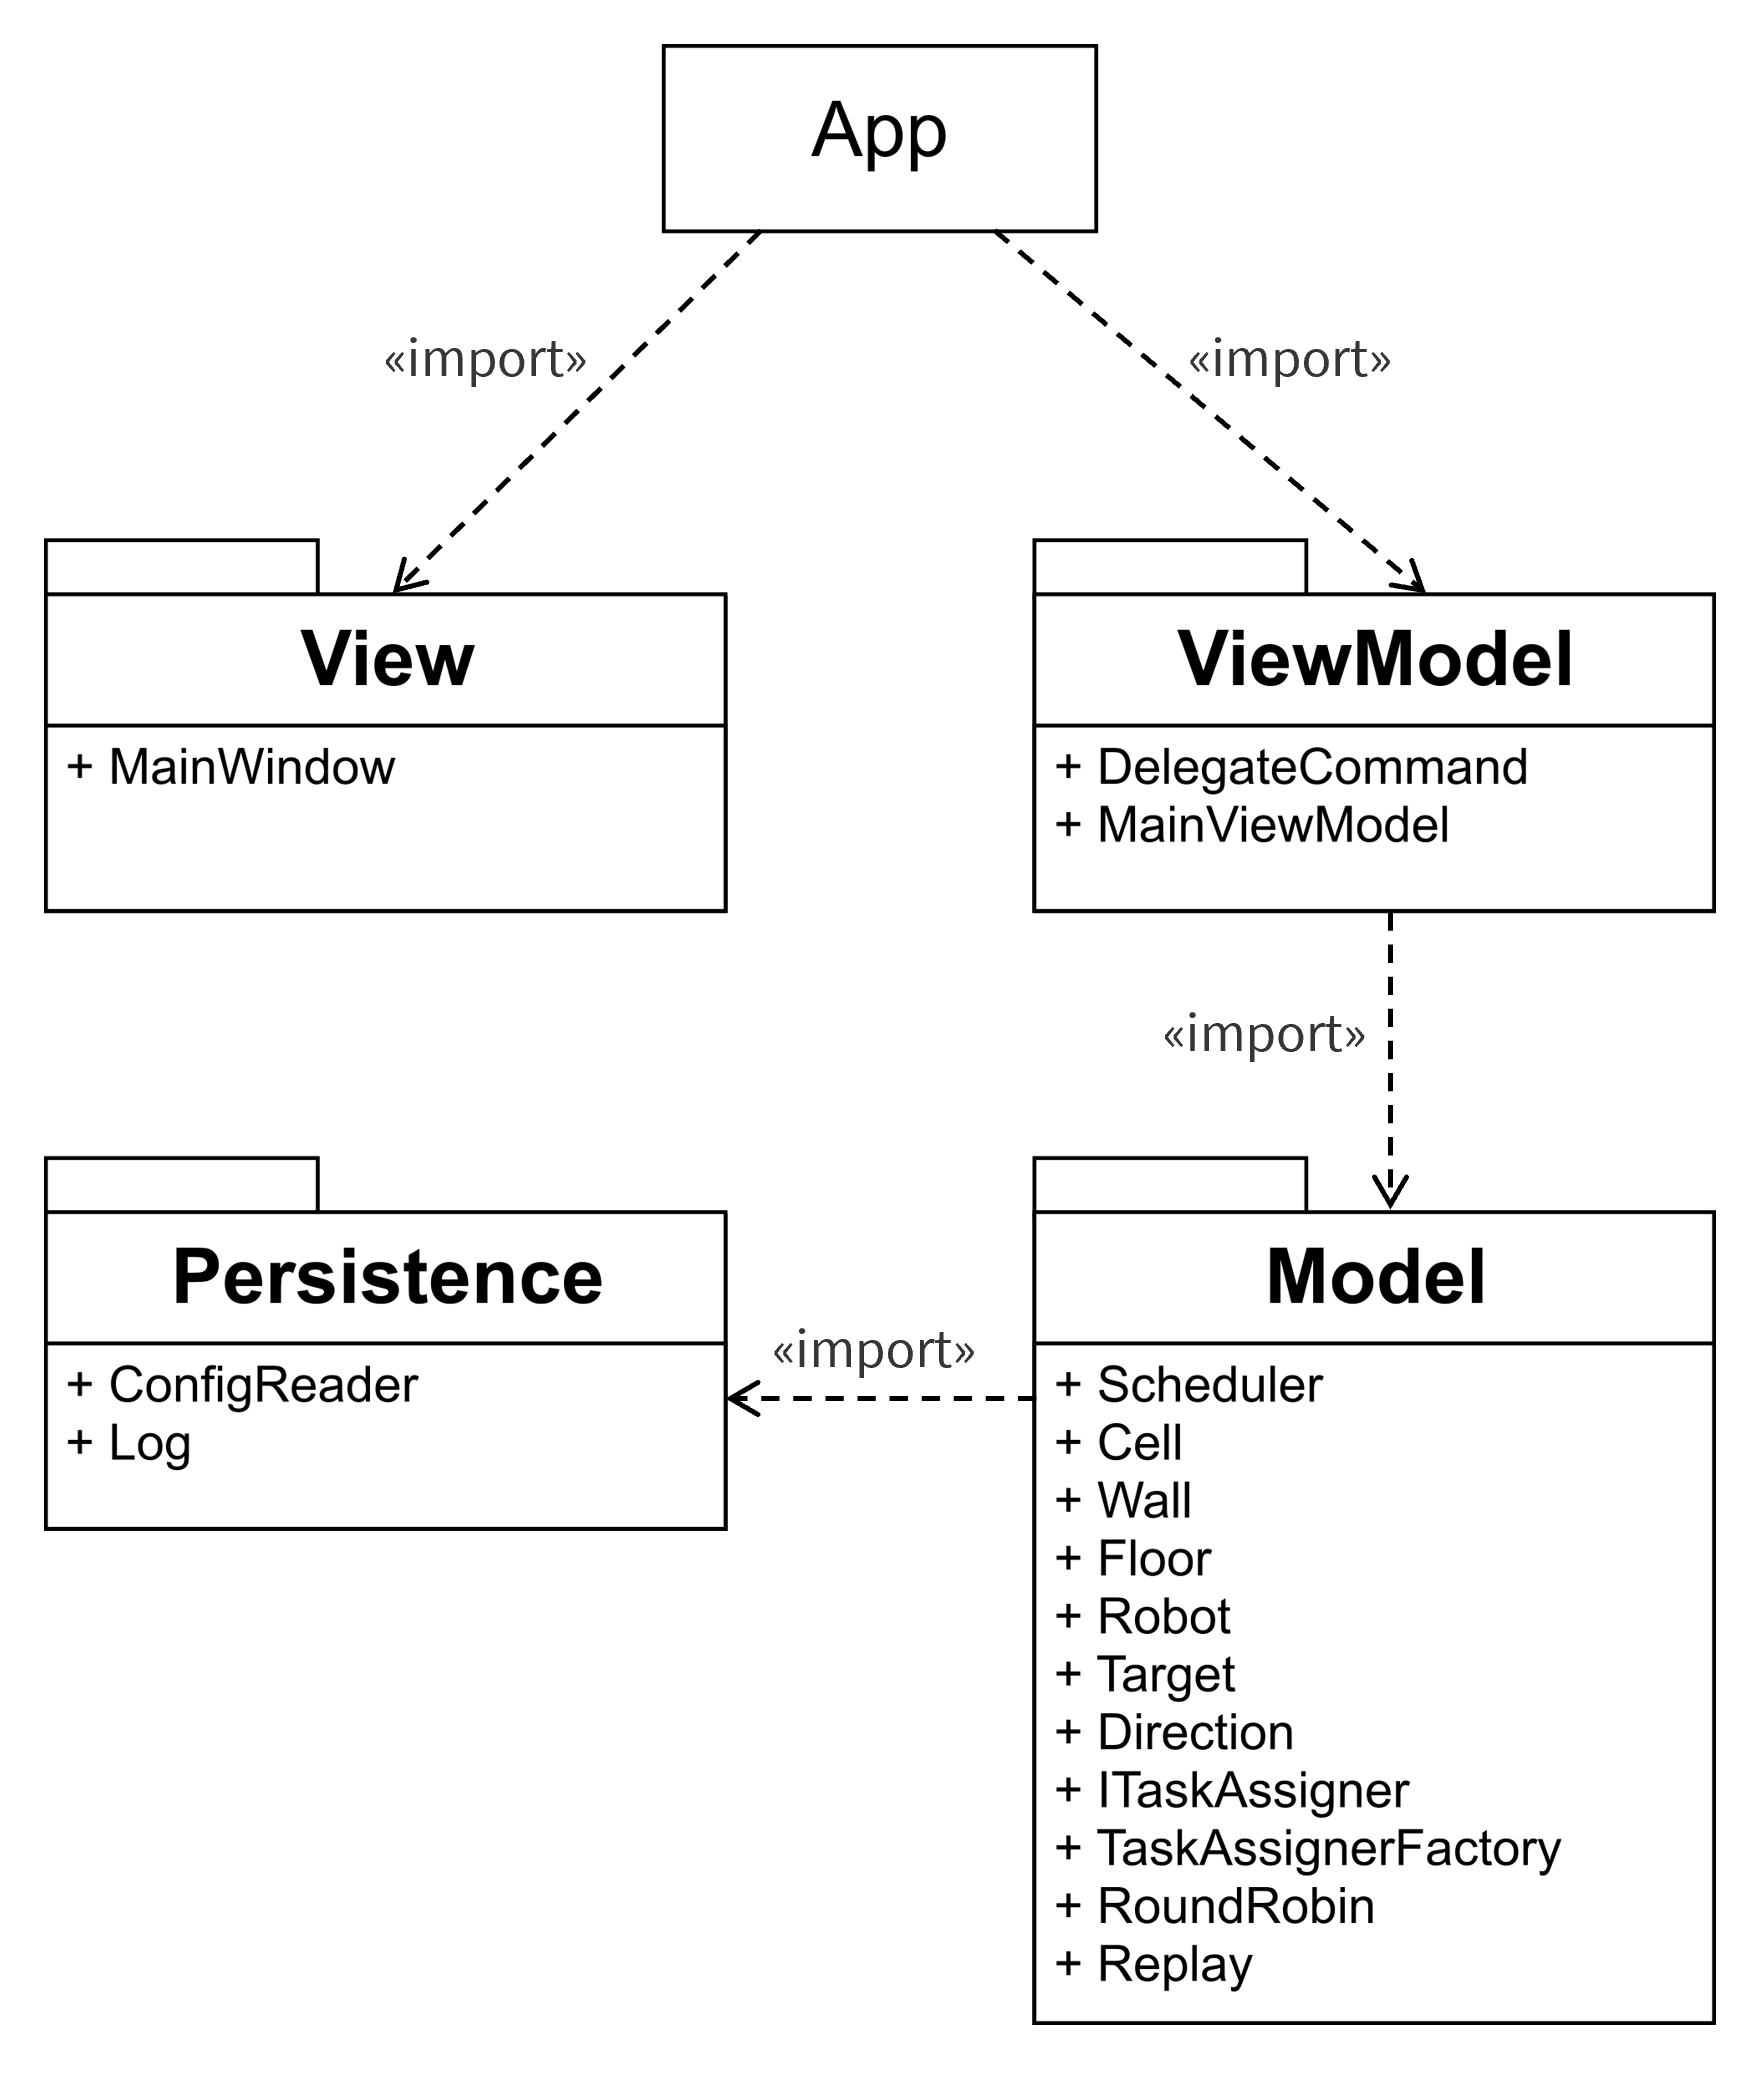 App
«import»
«import»
View
+ MainWindow
ViewModel
+ DelegateCommand
+ MainViewModel
«import»
Persistence
+ ConfigReader
+ Log
«import»
Model
+ Scheduler
+ Cell
+ Wall
+ Floor
+ Robot
+ Target
+ Direction
+ ITaskAssigner
+ TaskAssignerFactory
+ RoundRobin
+ Replay